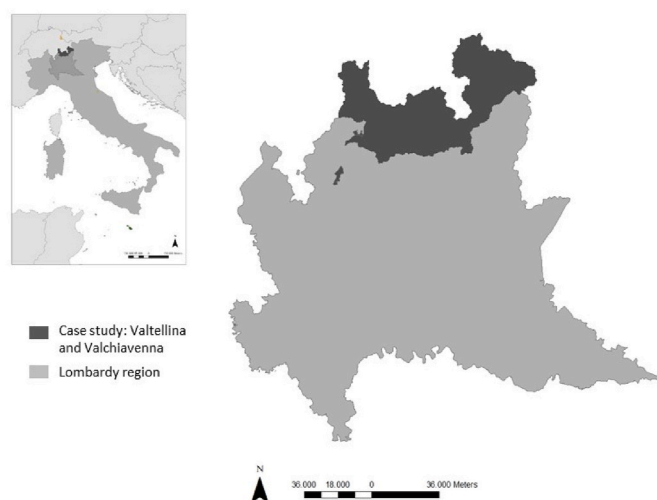 Case study: Valtellina
and Valchiavenna
Lombardy region
N
36.000 18.000 0 36.000 Meters